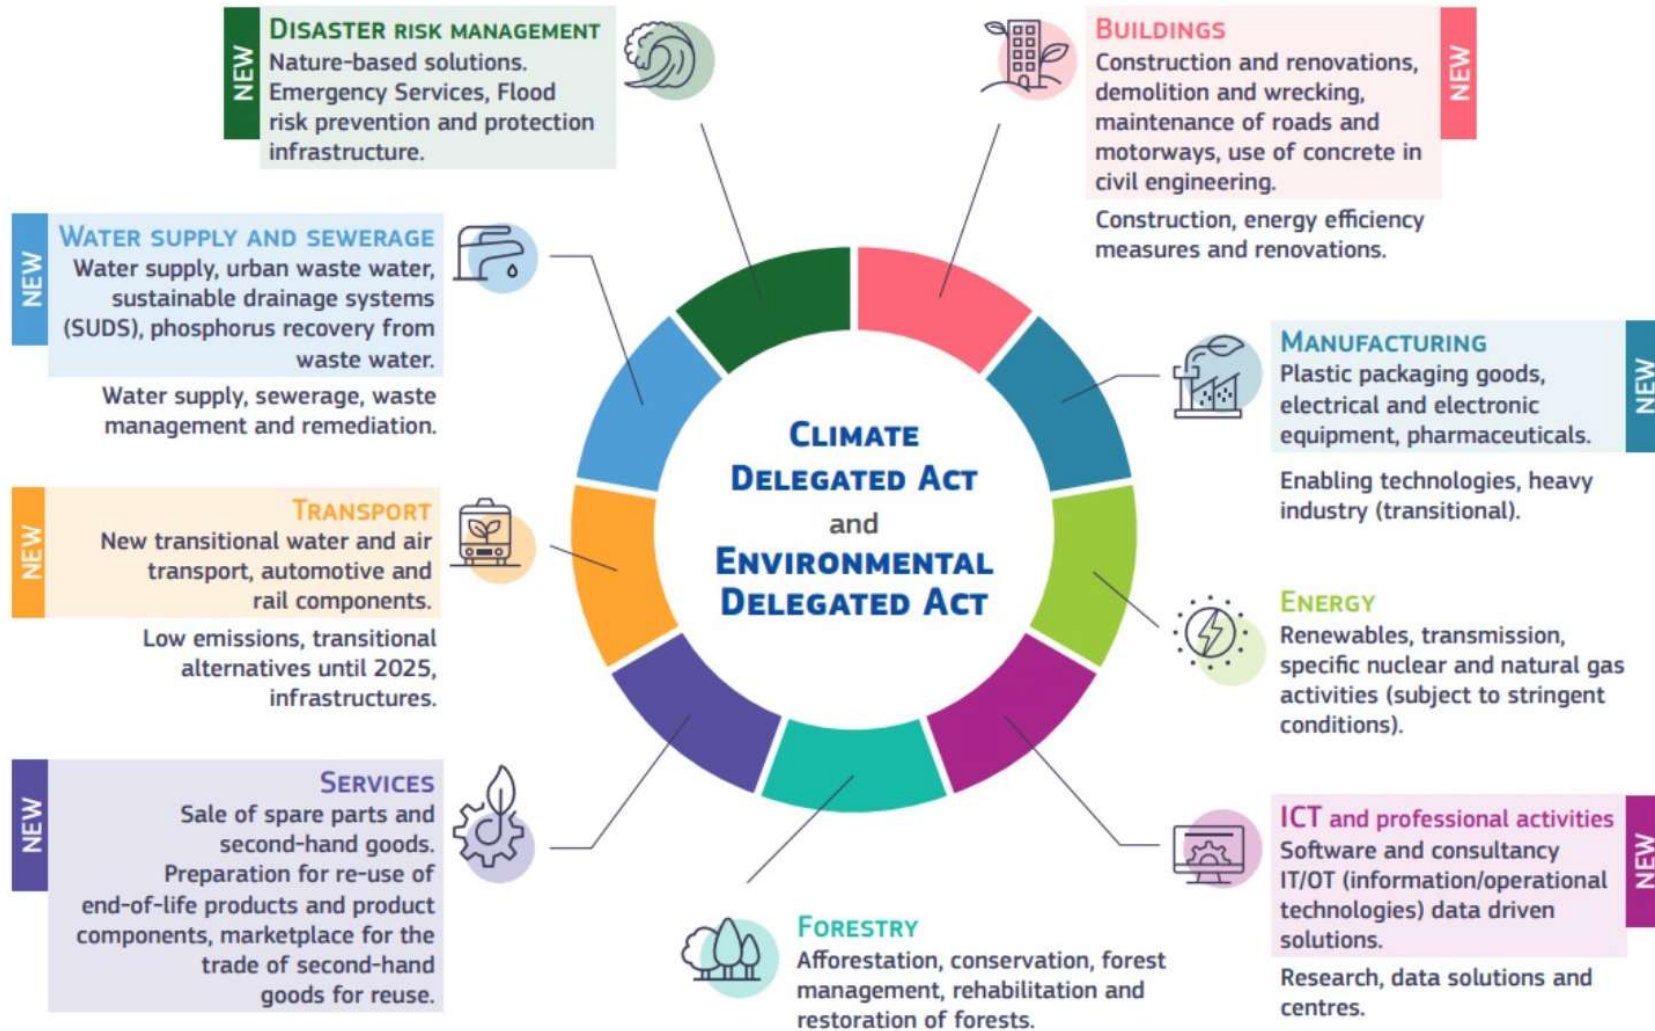 NEW
DISASTER RISK MANAGEMENT
Nature-based solutions.
Emergency Services, Flood
risk prevention and protection
infrastructure.
BUILDINGS
Construction and renovations,
demolition and wrecking,
maintenance of roads and
motorways, use of concrete in
civil engineering.
NEW
Construction, energy efficiency
measures and renovations.
NEW
WATER SUPPLY AND SEWERAGE
Water supply, urban waste water,
sustainable drainage systems
(SUDS), phosphorus recovery from
waste water.
Water supply, sewerage, waste
management and remediation.
MANUFACTURING
Plastic packaging goods,
electrical and electronic
equipment, pharmaceuticals.
NEW
Enabling technologies, heavy
industry (transitional).
CLIMATE
DELEGATED ACT
and
ENVIRONMENTAL
DELEGATED ACT
NEW
TRANSPORT
New transitional water and air
transport, automotive and
rail components.
Low emissions, transitional
alternatives until 2025,
infrastructures.
ENERGY
Renewables, transmission,
specific nuclear and natural gas
activities (subject to stringent
conditions).
NEW
SERVICES
Sale of spare parts and
second-hand goods.
Preparation for re-use of
end-of-life products and product
components, marketplace for the
trade of second-hand
goods for reuse.
ICT and professional activities
Software and consultancy
IT/OT (information/operational
technologies) data driven
solutions.
NEW
Research, data solutions and
centres.
FORESTRY
Afforestation, conservation, forest
management, rehabilitation and
restoration of forests.